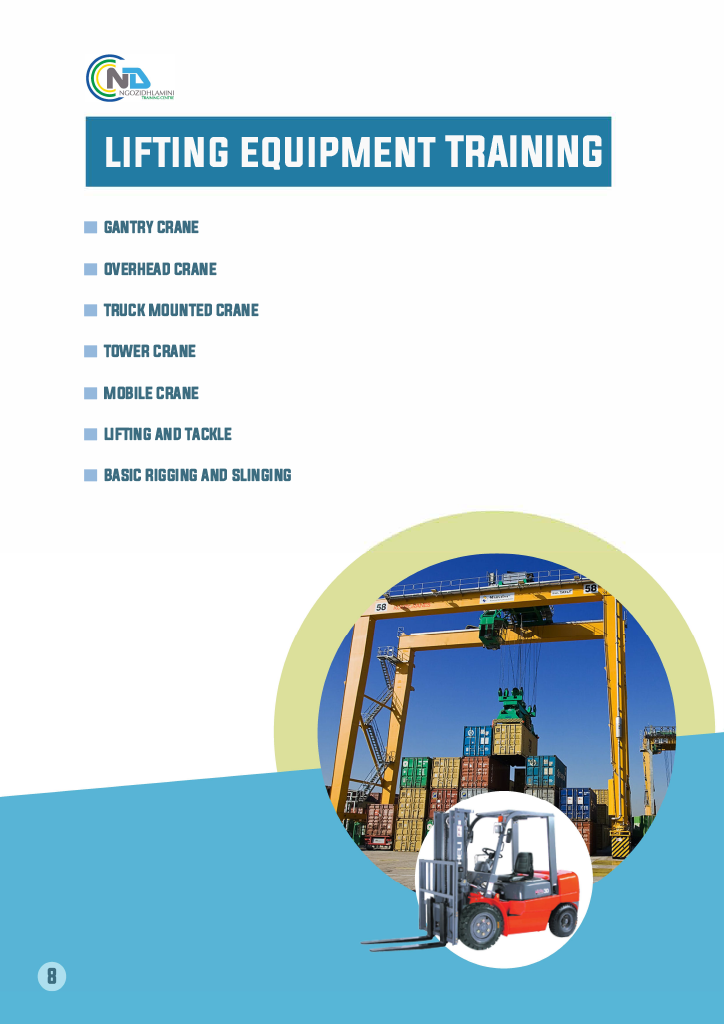 ND
NGOZIDHLAMINI
TRAINING CENTRE
LIFTING EQUIPMENT TRAINING
GANTRY CRANE
OVERHEAD CRANE
TRUCK MOUNTED CRANE
TOWER CRANE
MOBILE CRANE
LIFTING AND TACKLE
BASIC RIGGING AND SLINGING
58
58
HELI
8